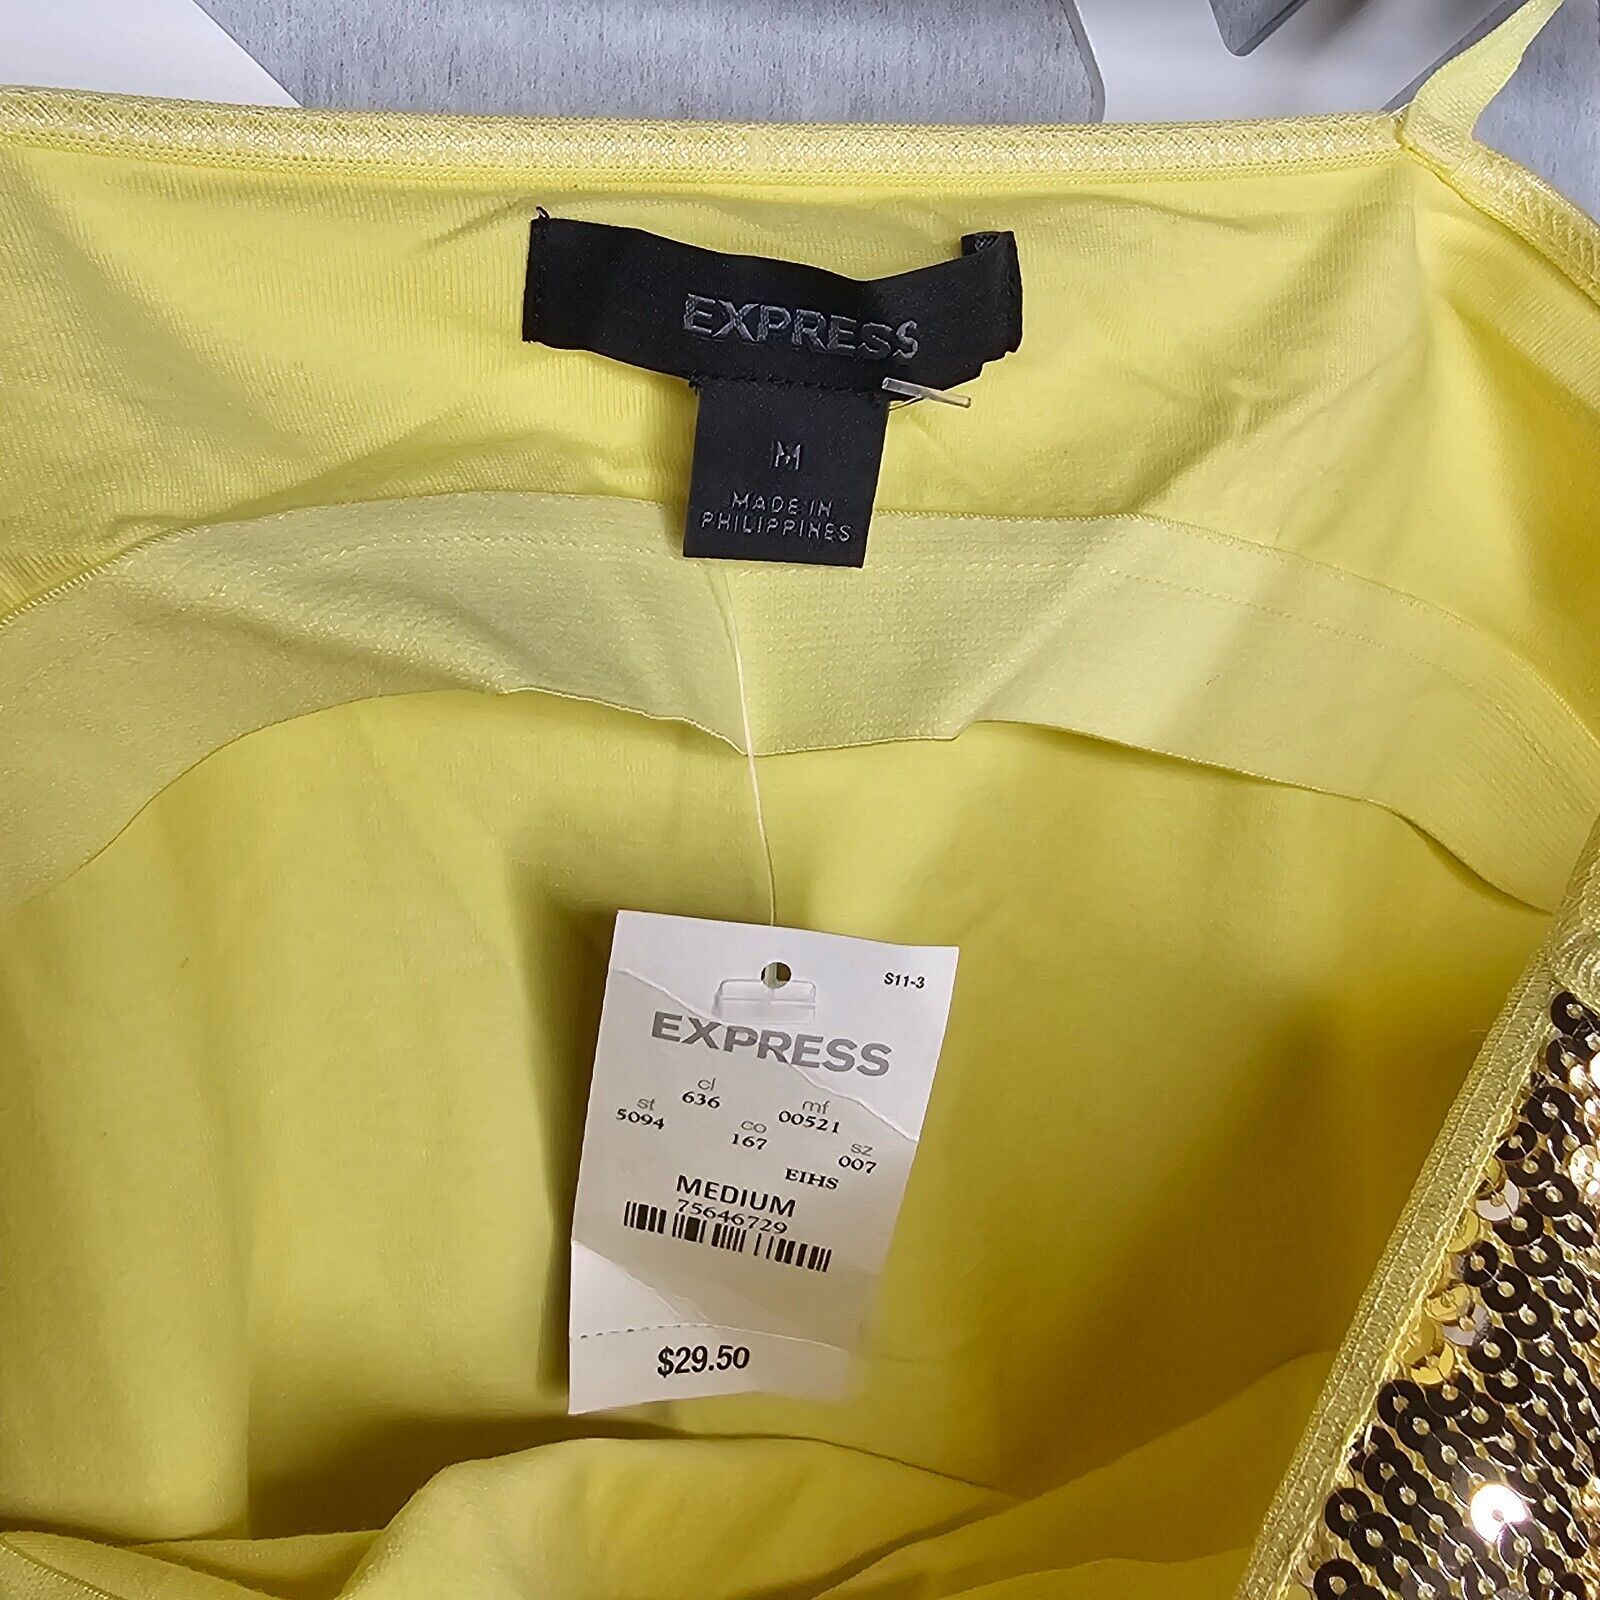 EXPRESS
M
MADE IN
PHILIPPINES
S11-3
EXPRESS
cl mf
636 00521
st co sz
5094 167 007
EIHS
MEDIUM
75646729
$29.50